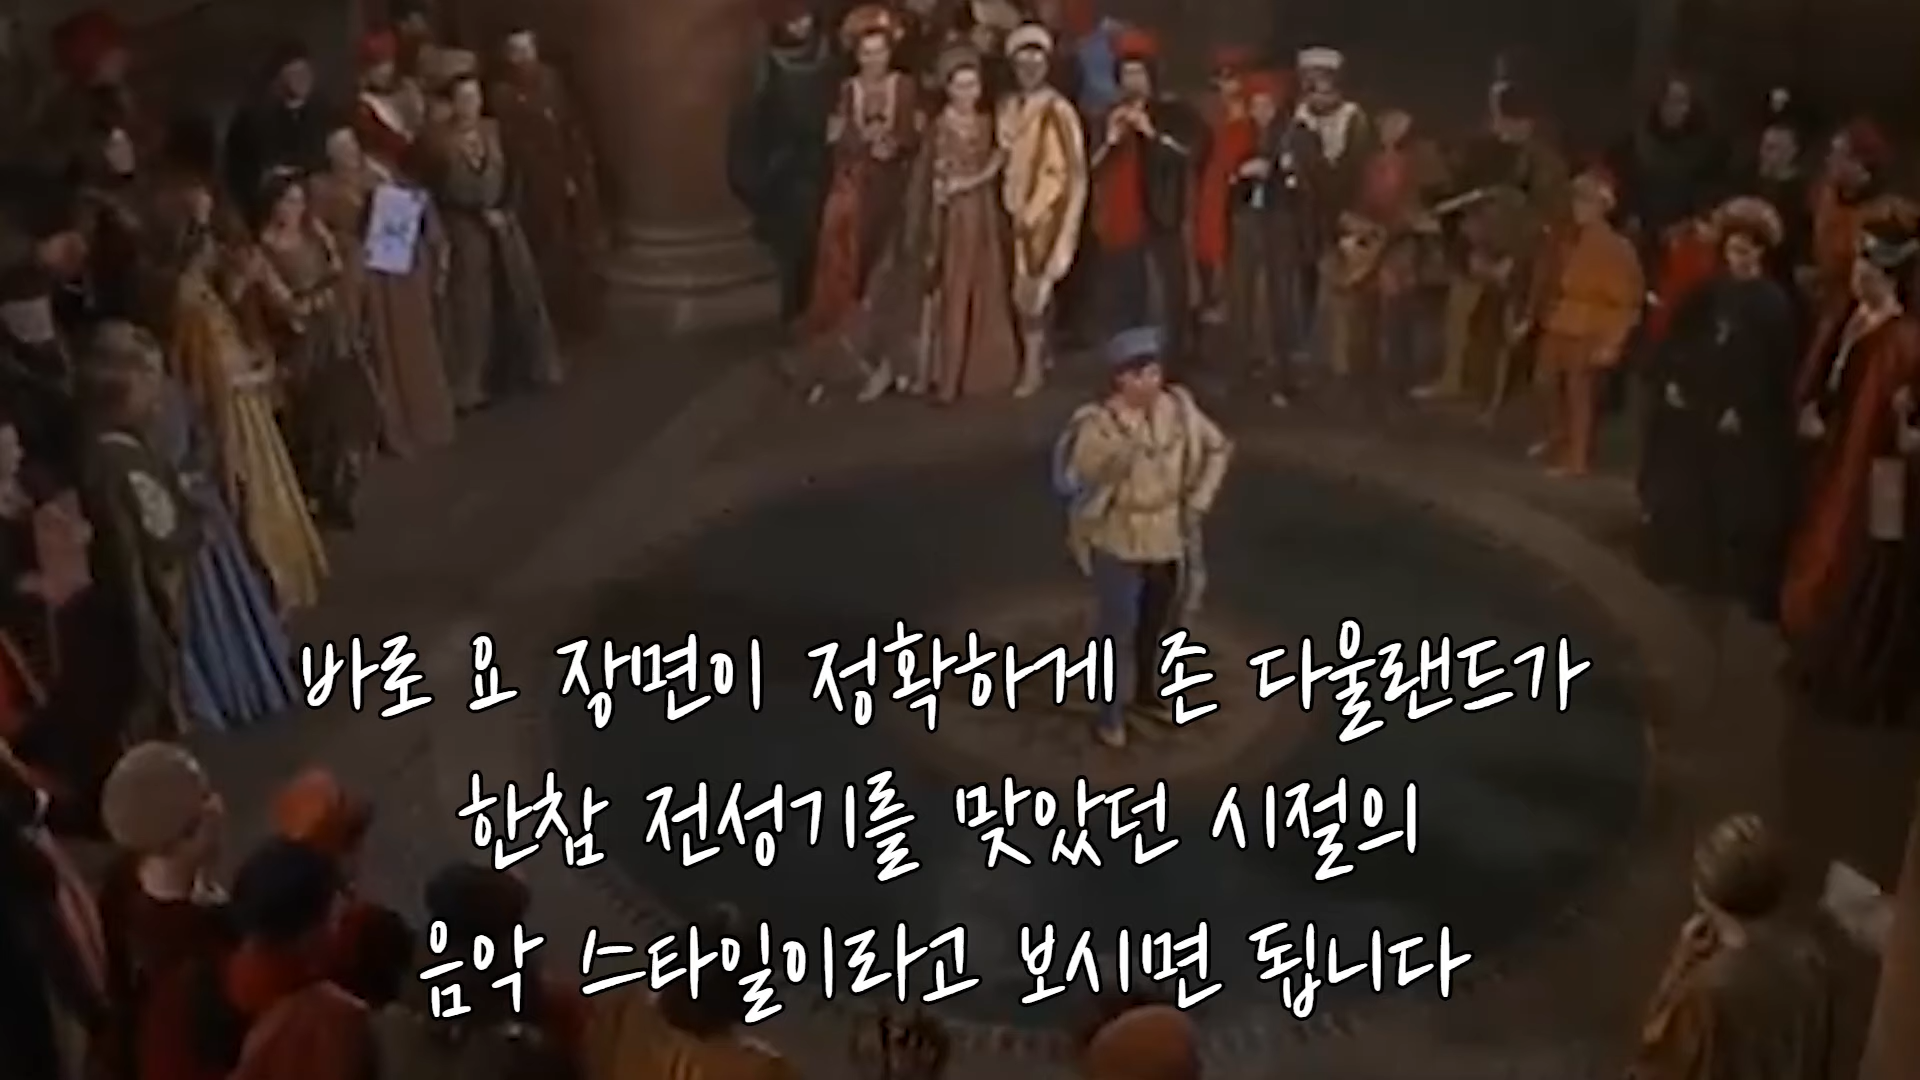 바로 요 장면이 정확하게 존 다울랜드가
한참 전성기를 맞았던 시절의
음악 스타일이라고 보시면 됩니다